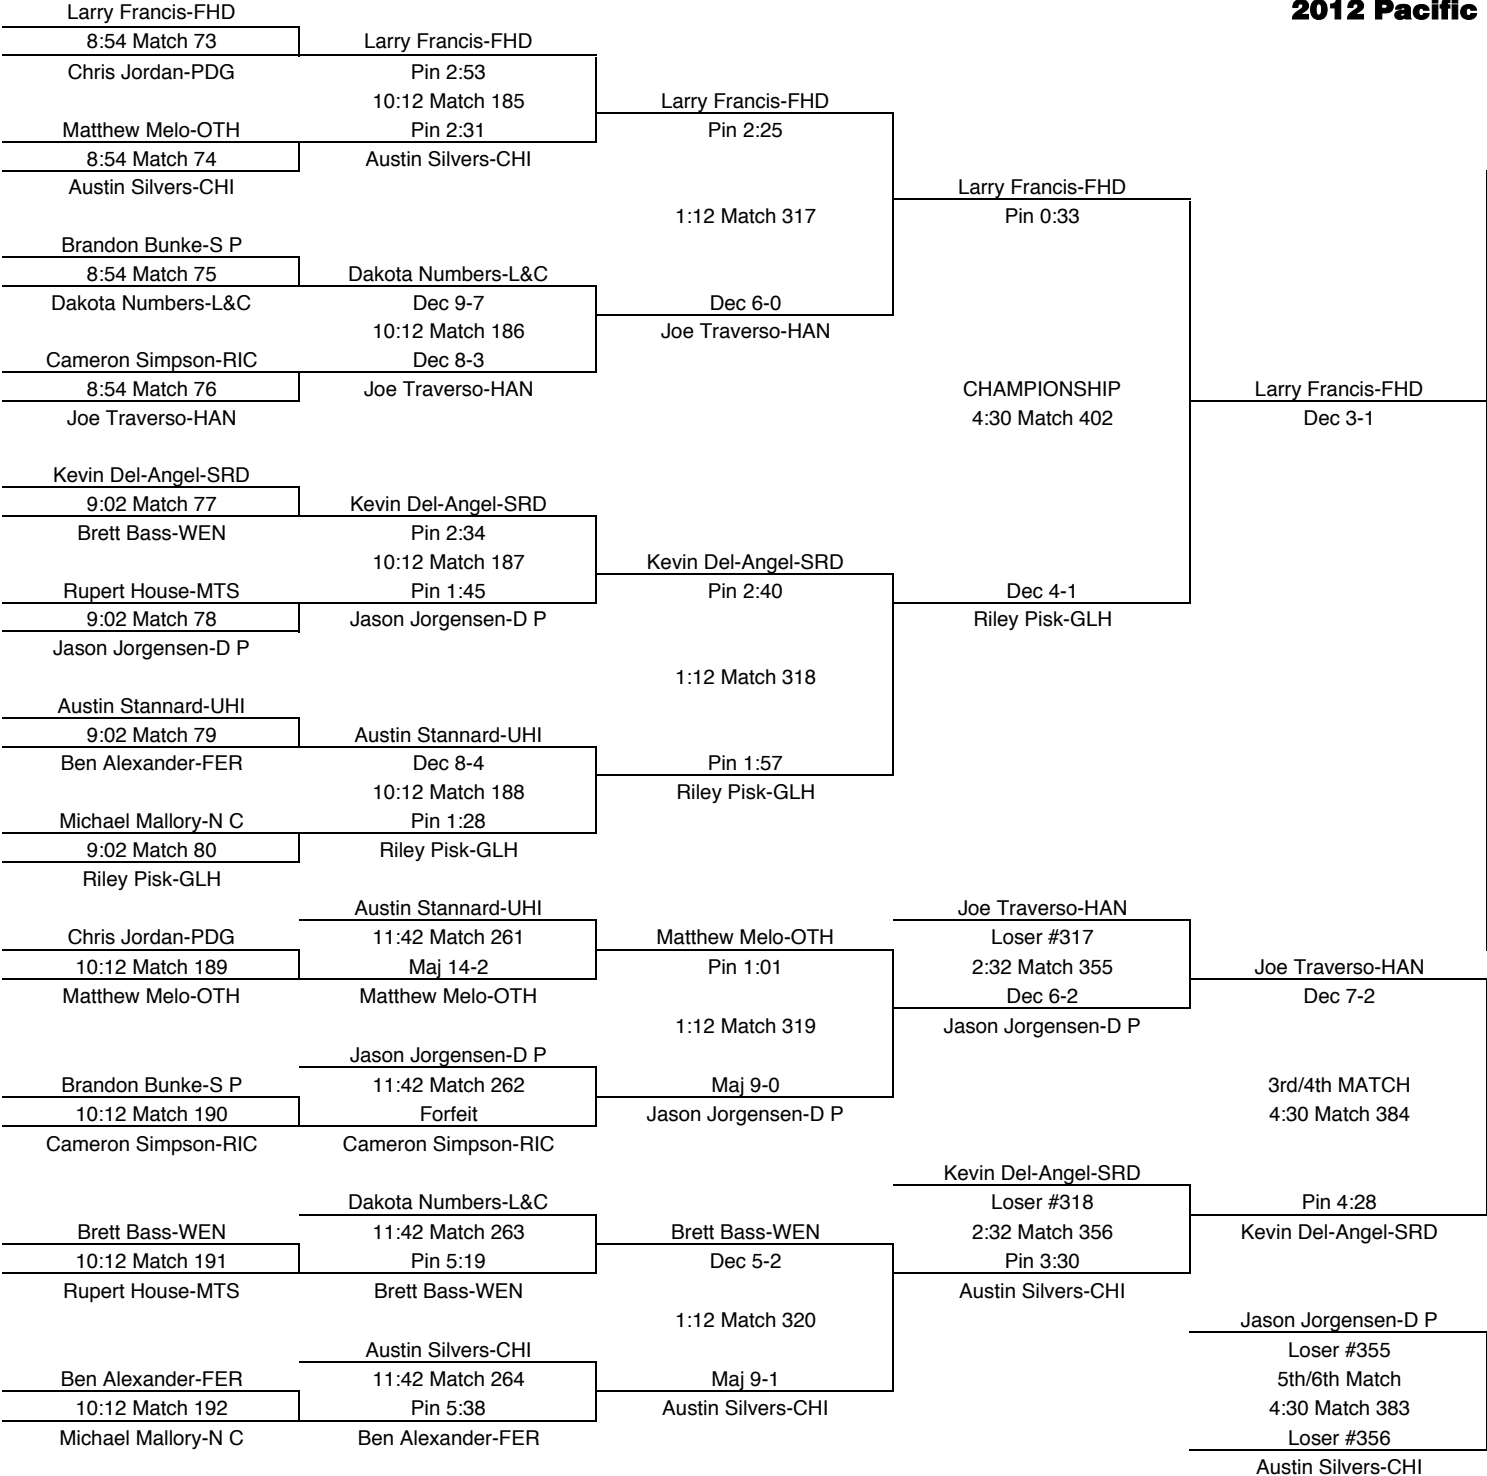 2012 Pacific
Larry Francis-FHD
8:54 Match 73
Chris Jordan-PDG
Matthew Melo-OTH
8:54 Match 74
Austin Silvers-CHI
Brandon Bunke-S P
8:54 Match 75
Dakota Numbers-L&C
Cameron Simpson-RIC
8:54 Match 76
Joe Traverso-HAN
Kevin Del-Angel-SRD
9:02 Match 77
Brett Bass-WEN
Rupert House-MTS
9:02 Match 78
Jason Jorgensen-D P
Austin Stannard-UHI
9:02 Match 79
Ben Alexander-FER
Michael Mallory-N C
9:02 Match 80
Riley Pisk-GLH
Larry Francis-FHD
Pin 2:53
10:12 Match 185
Pin 2:31
Austin Silvers-CHI
Dakota Numbers-L&C
Dec 9-7
10:12 Match 186
Dec 8-3
Joe Traverso-HAN
Kevin Del-Angel-SRD
Pin 2:34
10:12 Match 187
Pin 1:45
Jason Jorgensen-D P
Austin Stannard-UHI
Dec 8-4
10:12 Match 188
Pin 1:28
Riley Pisk-GLH
Larry Francis-FHD
Pin 2:25
1:12 Match 317
Dec 6-0
Joe Traverso-HAN
Kevin Del-Angel-SRD
Pin 2:40
1:12 Match 318
Pin 1:57
Riley Pisk-GLH
Larry Francis-FHD
Pin 0:33
CHAMPIONSHIP
4:30 Match 402
Dec 4-1
Riley Pisk-GLH
Larry Francis-FHD
Dec 3-1
Chris Jordan-PDG
10:12 Match 189
Matthew Melo-OTH
Brandon Bunke-S P
10:12 Match 190
Cameron Simpson-RIC
Brett Bass-WEN
10:12 Match 191
Rupert House-MTS
Ben Alexander-FER
10:12 Match 192
Michael Mallory-N C
Austin Stannard-UHI
11:42 Match 261
Maj 14-2
Matthew Melo-OTH
Jason Jorgensen-D P
11:42 Match 262
Forfeit
Cameron Simpson-RIC
Dakota Numbers-L&C
11:42 Match 263
Pin 5:19
Brett Bass-WEN
Austin Silvers-CHI
11:42 Match 264
Pin 5:38
Ben Alexander-FER
Matthew Melo-OTH
Pin 1:01
1:12 Match 319
Maj 9-0
Jason Jorgensen-D P
Brett Bass-WEN
Dec 5-2
1:12 Match 320
Maj 9-1
Austin Silvers-CHI
Joe Traverso-HAN
Loser #317
2:32 Match 355
Dec 6-2
Jason Jorgensen-D P
Kevin Del-Angel-SRD
Loser #318
2:32 Match 356
Pin 3:30
Austin Silvers-CHI
Joe Traverso-HAN
Dec 7-2
3rd/4th MATCH
4:30 Match 384
Pin 4:28
Kevin Del-Angel-SRD
Jason Jorgensen-D P
Loser #355
5th/6th Match
4:30 Match 383
Loser #356
Austin Silvers-CHI